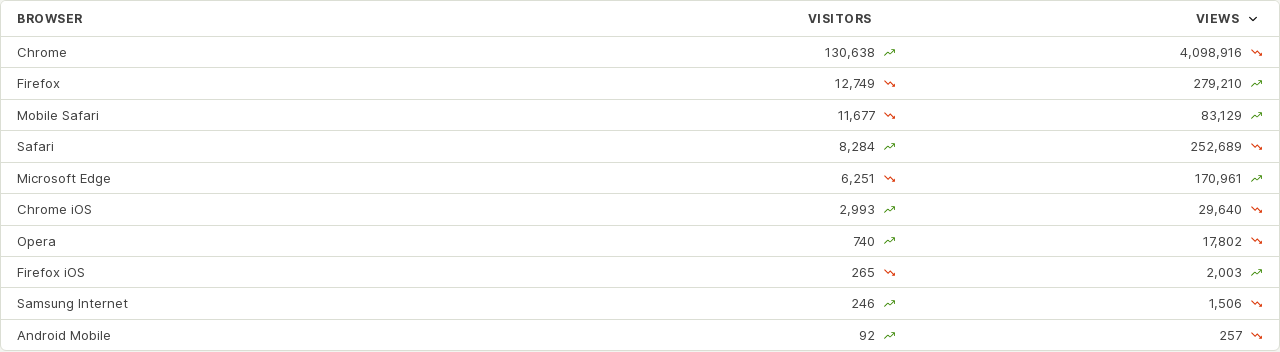 BROWSER VISITORS VIEWS
Chrome 130,638 4,098,916
Firefox 12,749 279,210
Mobile Safari 11,677 83,129
Safari 8,284 252,689
Microsoft Edge 6,251 170,961
Chrome iOS 2,993 29,640
Opera 740 17,802
Firefox iOS 265 2,003
Samsung Internet 246 1,506
Android Mobile 92 257